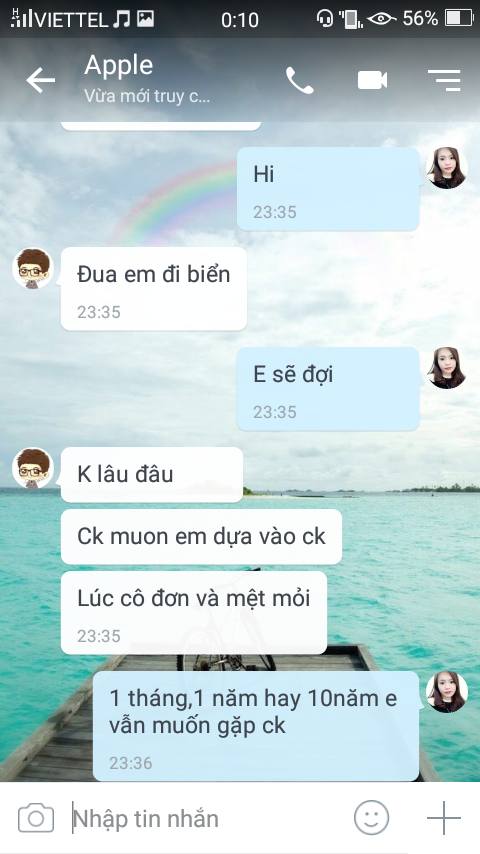 VIETTEL 0:10 56%
Apple
Vừa mới truy c...
Hi
23:35
Đua em đi biển
23:35
E sẽ đợi
23:35
K lâu đâu
Ck muon em dựa vào ck
Lúc cô đơn và mệt mỏi
23:35
1 tháng,1 năm hay 10năm e
vẫn muốn gặp ck
23:36
Nhập tin nhắn